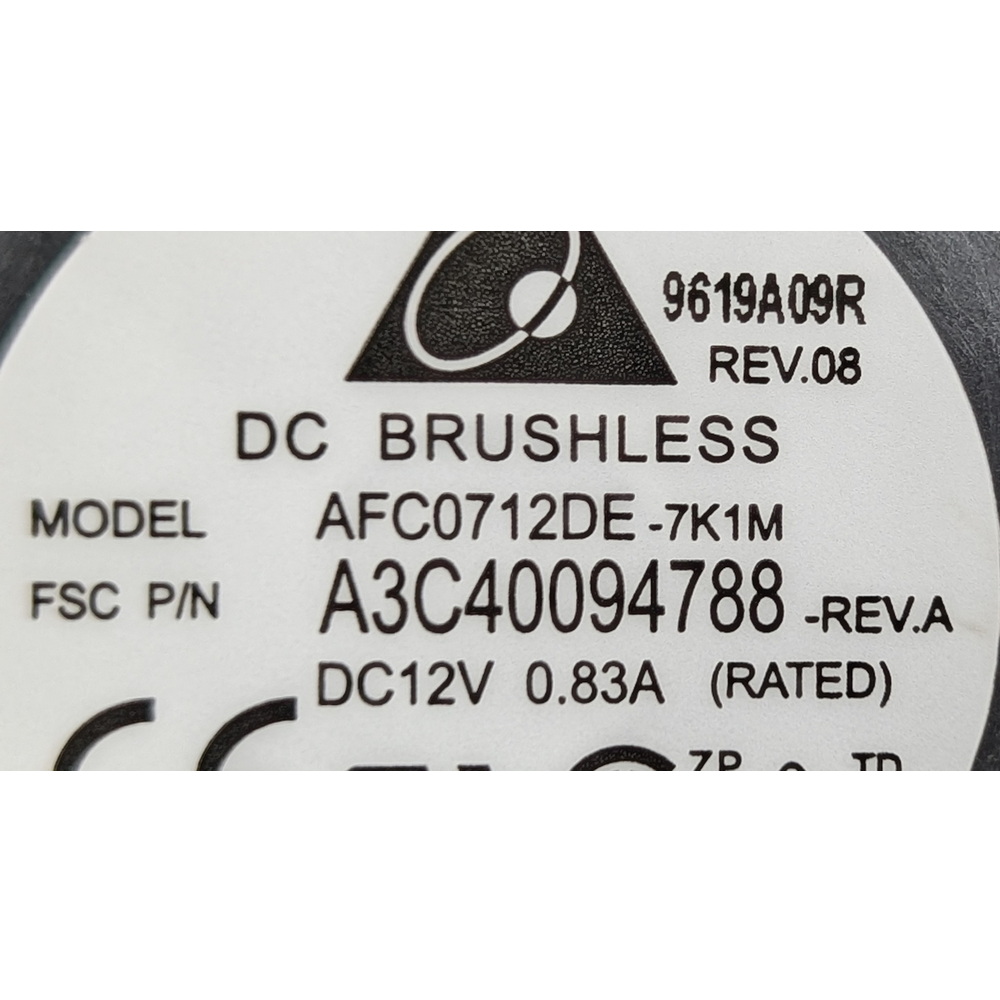 9619A09R
REV.08
DC BRUSHLESS
MODEL AFC0712DE-7K1M
FSC P/N A3C40094788-REV.A
DC12V 0.83A (RATED)